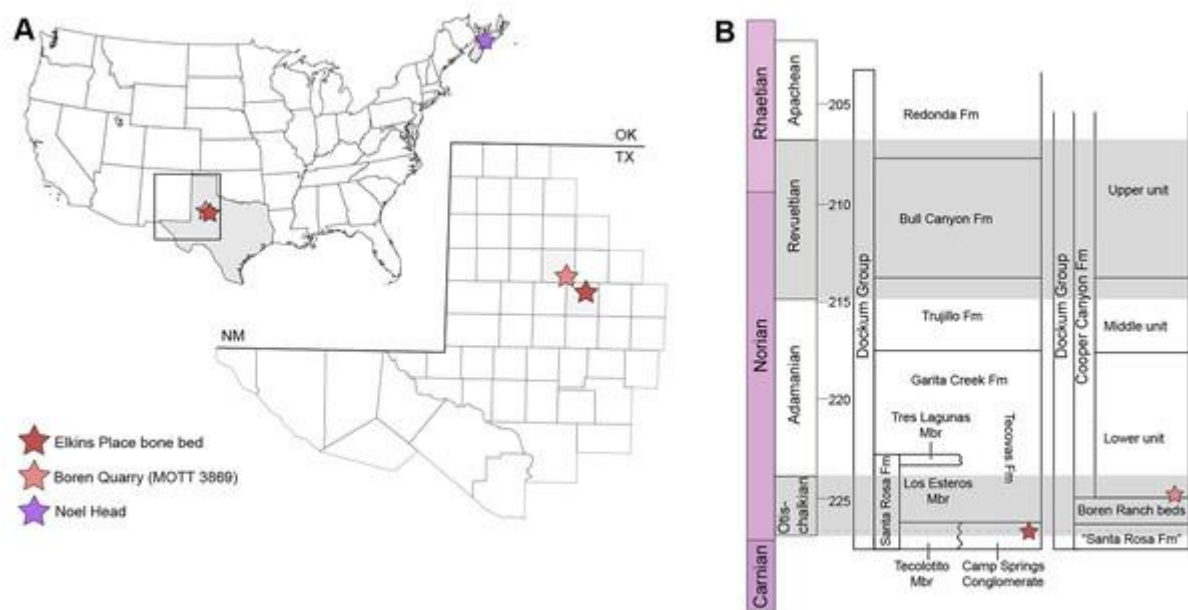 A
OK
TX
NM
Elkins Place bone bed
Boren Quarry (MOTT 3869)
Noel Head
B
Rhaetian
Norian
Carnian
Apachean
Revueltian
Adamanian
Otis-
chalkian
205
210
215
220
225
Dockum Group
Redonda Fm
Bull Canyon Fm
Trujillo Fm
Garita Creek Fm
Tres Lagunas
Mbr
Tecovas Fm
Santa Rosa Fm
Los Esteros
Mbr
Tecolotito
Mbr
Camp Springs
Conglomerate
Dockum Group
Cooper Canyon Fm
Upper unit
Middle unit
Lower unit
Boren Ranch beds
"Santa Rosa Fm"